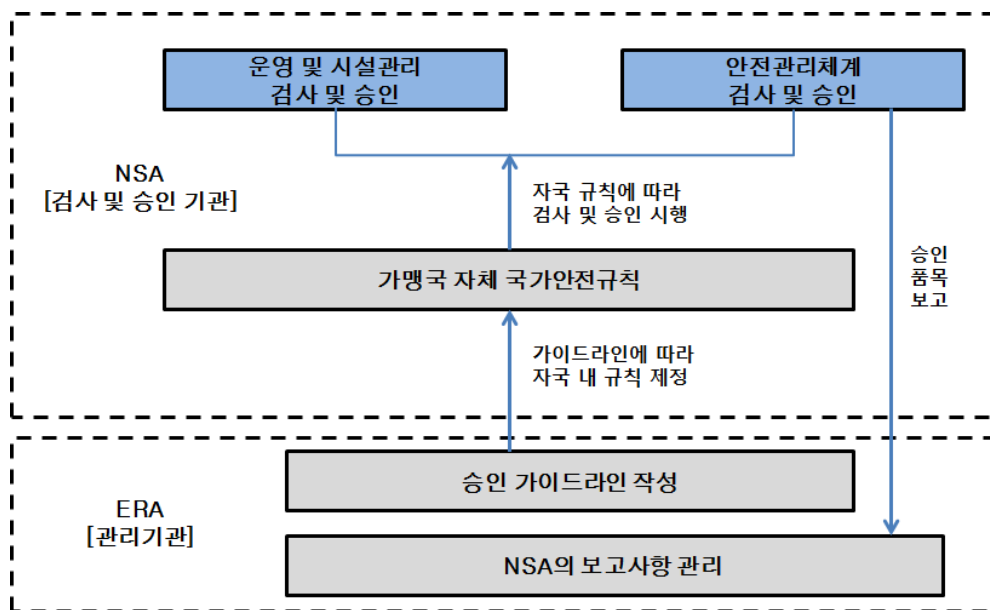 운영 및 시설관리
검사 및 승인
안전관리체계
검사 및 승인
NSA
[검사 및 승인 기관]
자국 규칙에 따라
검사 및 승인 시행
승인
품목
보고
가맹국 자체 국가안전규칙
가이드라인에 따라
자국 내 규칙 제정
ERA
[관리기관]
승인 가이드라인 작성
NSA의 보고사항 관리